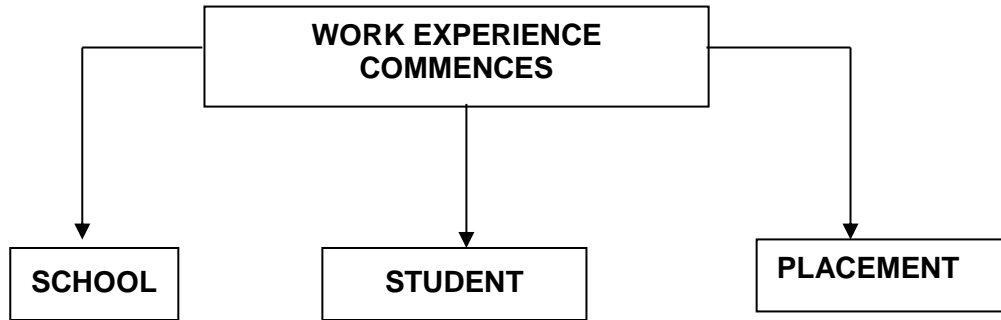 WORK EXPERIENCE
COMMENCES
SCHOOL
STUDENT
PLACEMENT